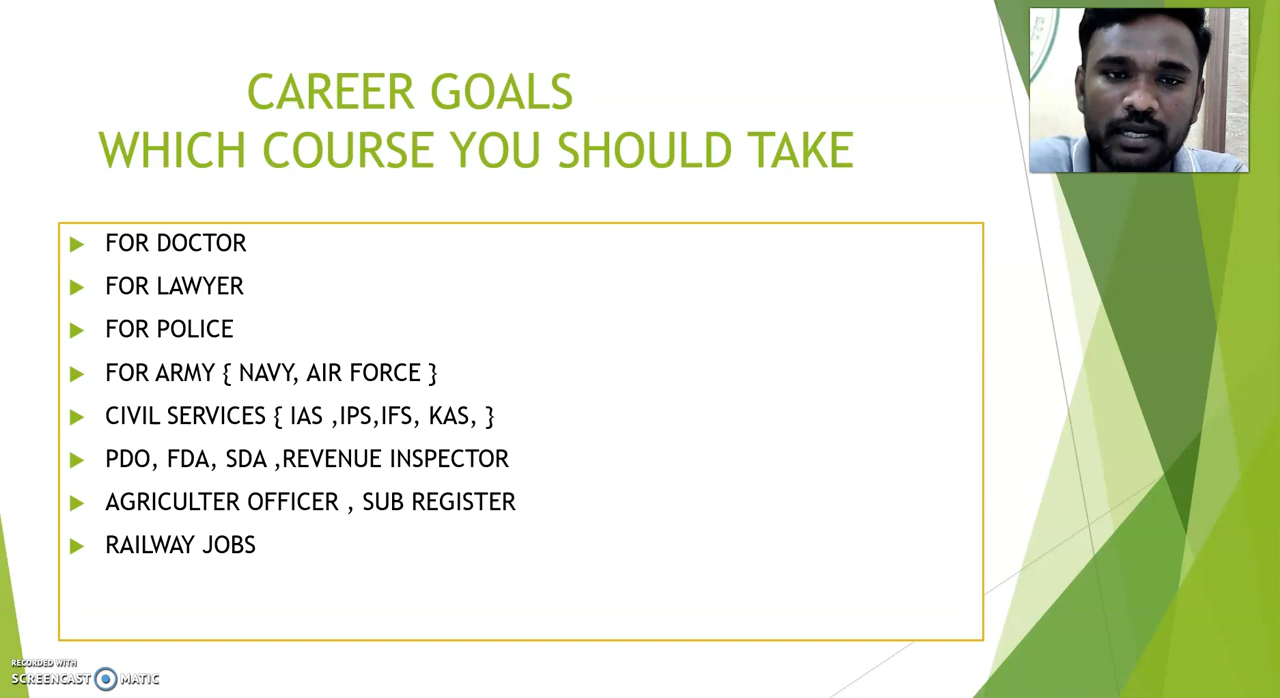 CAREER GOALS
WHICH COURSE YOU SHOULD TAKE
FOR DOCTOR
FOR LAWYER
FOR POLICE
FOR ARMY { NAVY, AIR FORCE }
CIVIL SERVICES { IAS ,IPS,IFS, KAS, }
PDO, FDA, SDA ,REVENUE INSPECTOR
AGRICULTER OFFICER , SUB REGISTER
RAILWAY JOBS
RECORDED WITH
SCREENCAST MATIC